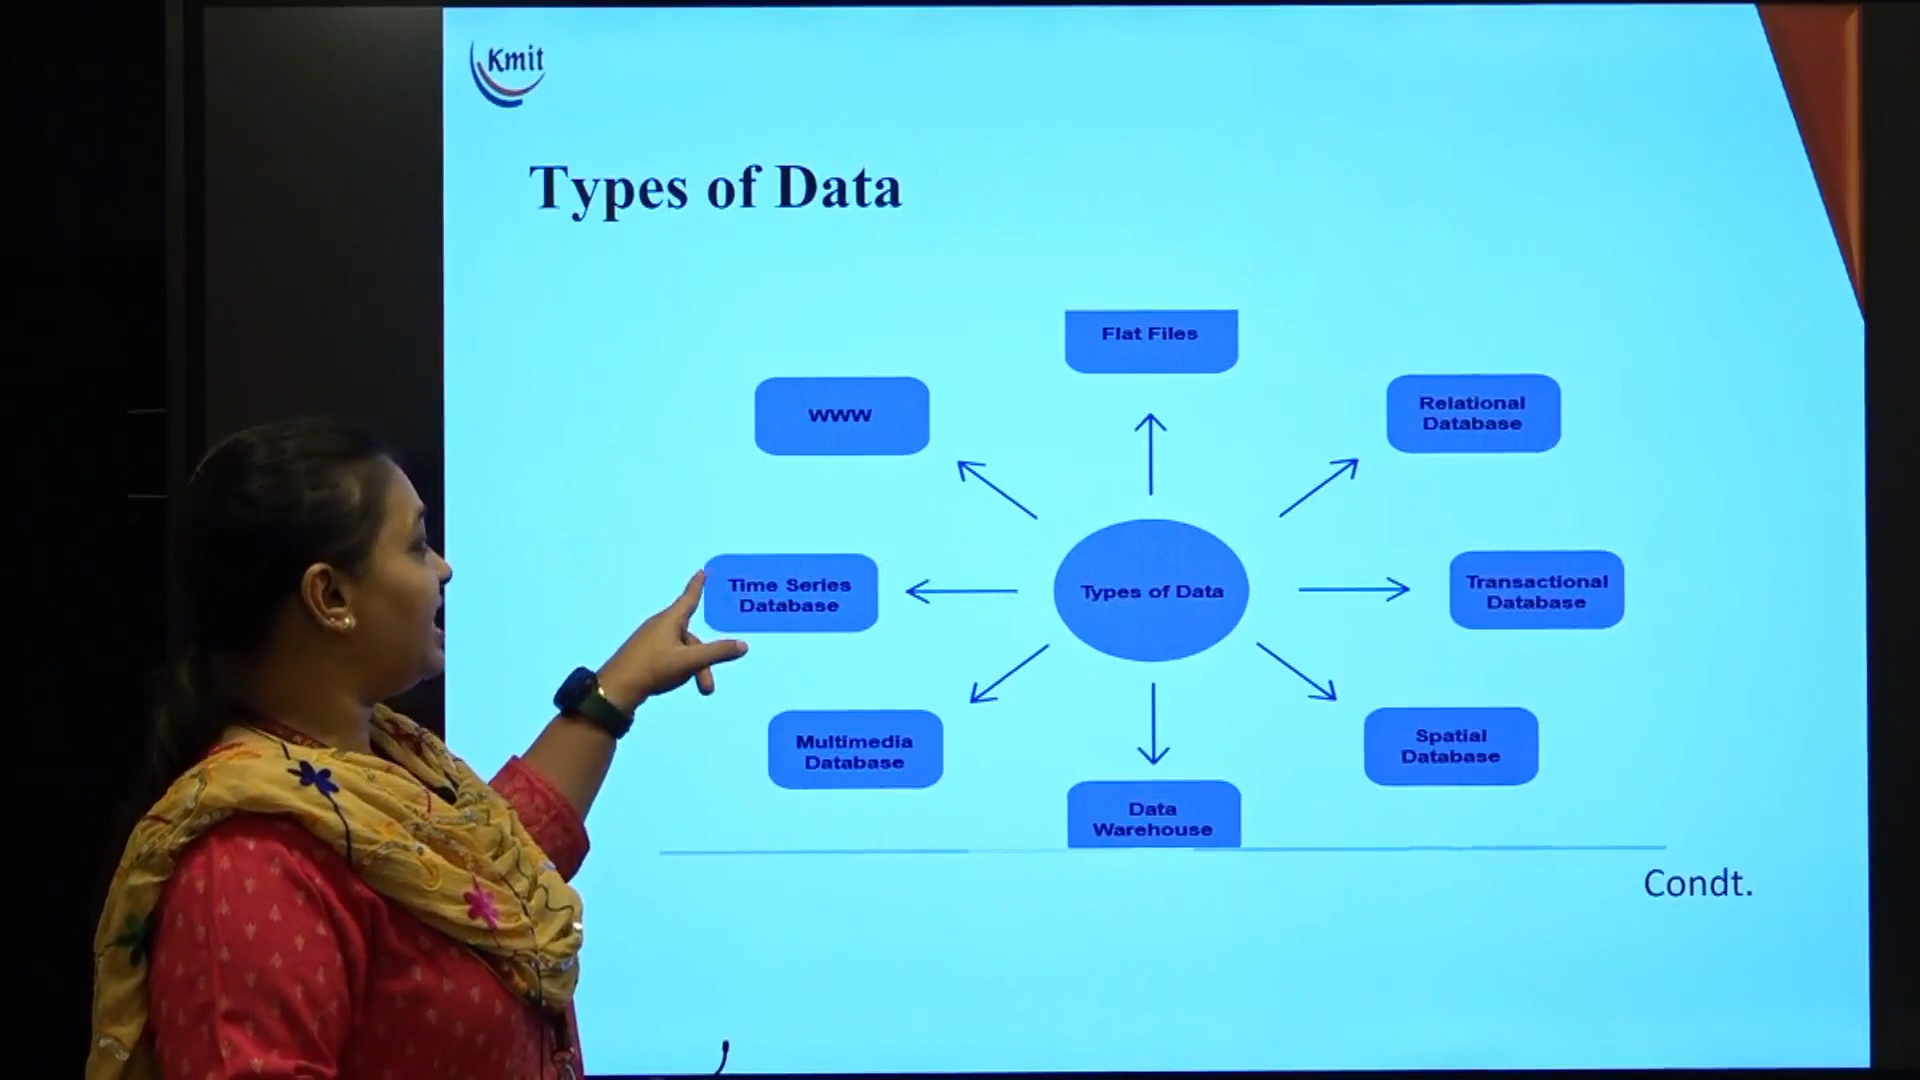 Kmit
Types of Data
Flat Files
WWW
Relational
Database
Time Series
Database
Types of Data
Transactional
Database
Multimedia
Database
Spatial
Database
Data
Warehouse
Condt.